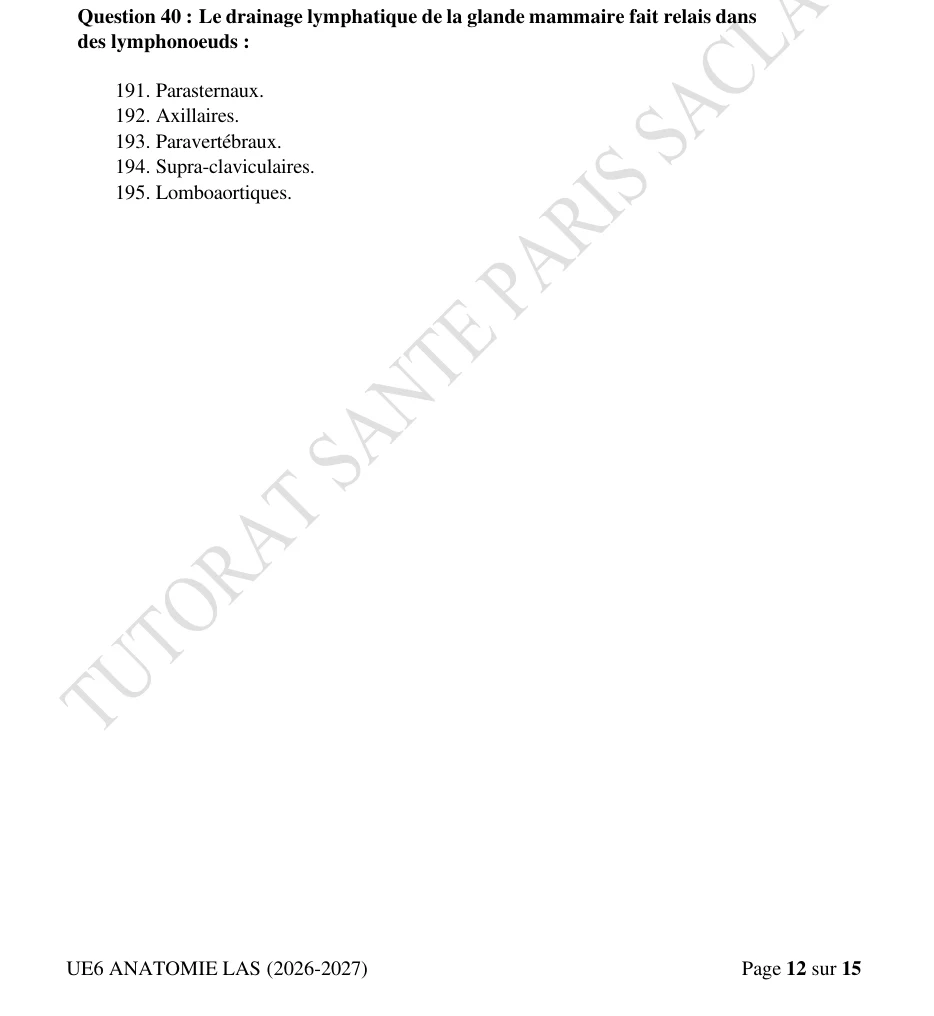 Question 40 : Le drainage lymphatique de la glande mammaire fait relais dans
des lymphonoeuds :
191. Parasternaux.
192. Axillaires.
193. Paravertébraux.
194. Supra-claviculaires.
195. Lomboaortiques.
TUTORAT SANTE PARIS SACLA
UE6 ANATOMIE LAS (2026-2027)
Page 12 sur 15